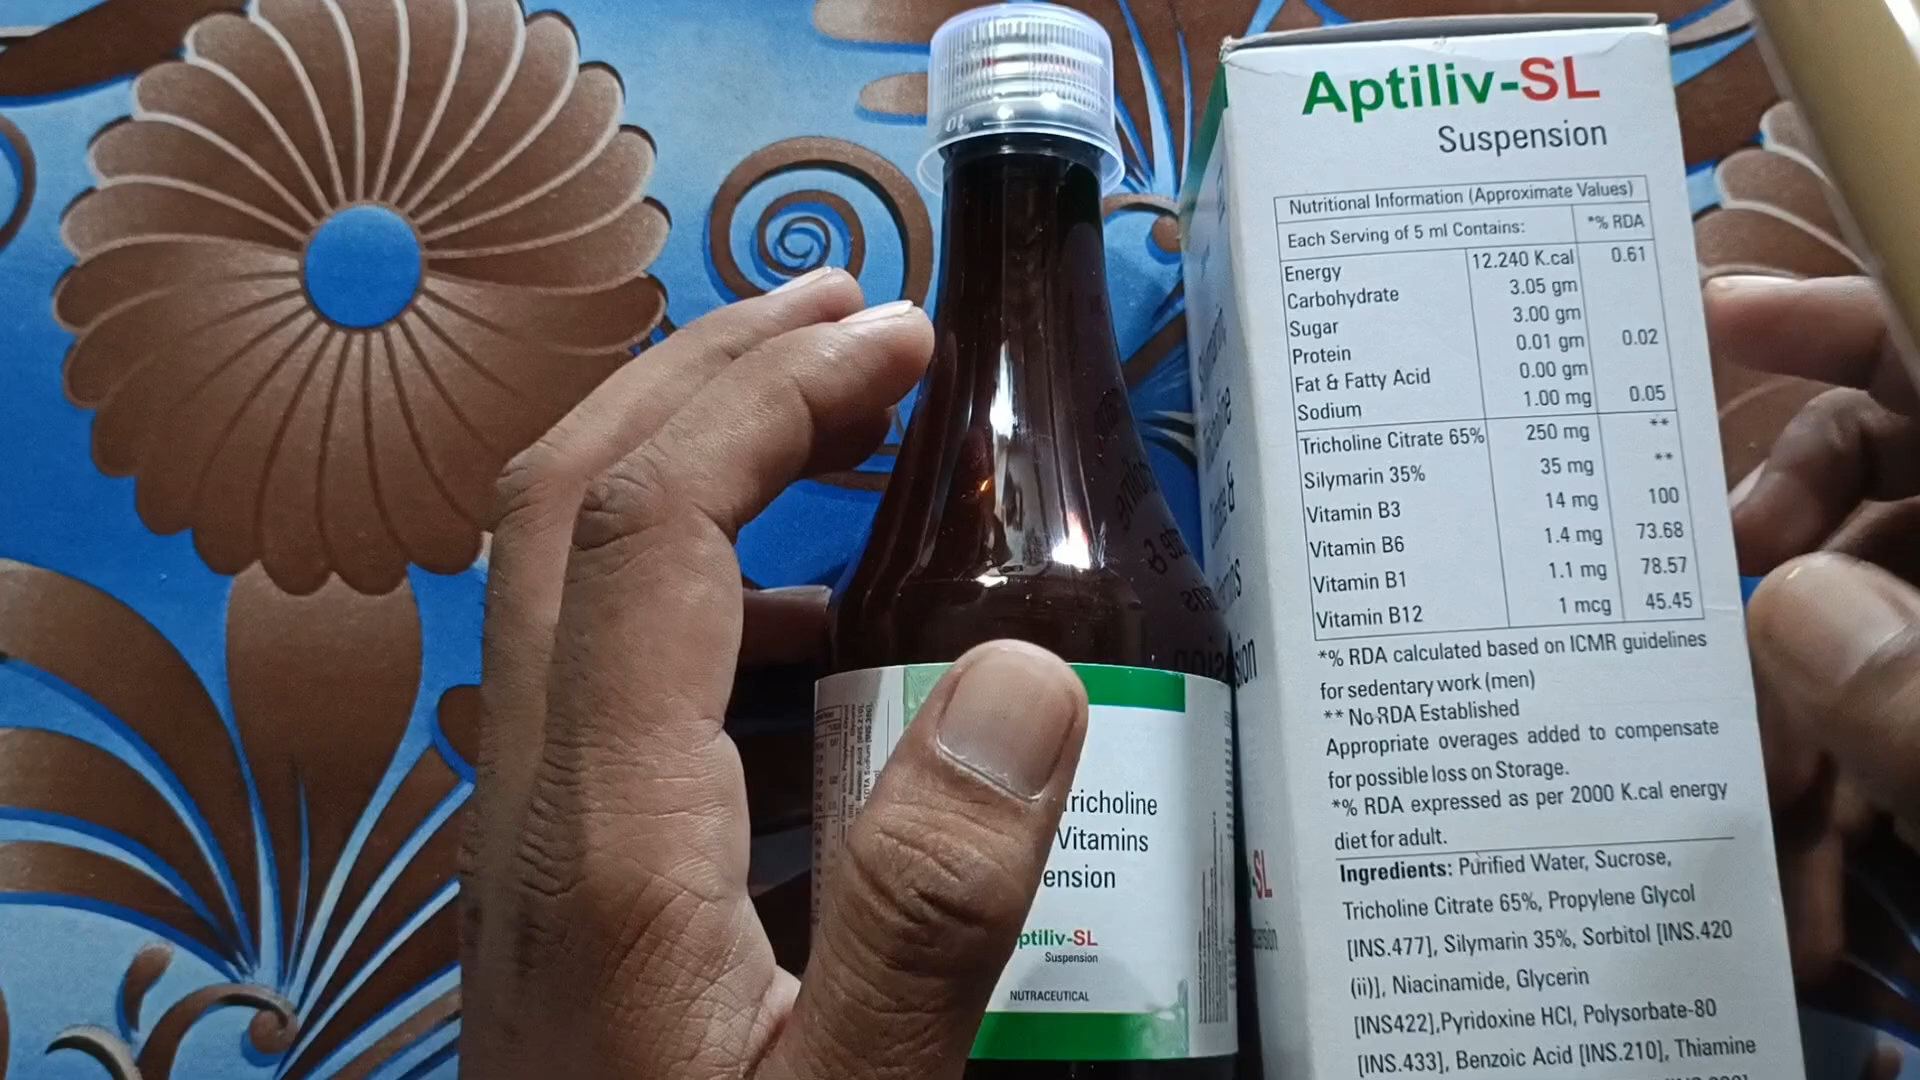 Aptiliv-SL
Suspension
Nutritional Information (Approximate Values)
Each Serving of 5 ml Contains: *% RDA
Energy 12.240 K.cal 0.61
Carbohydrate 3.05 gm
Sugar 3.00 gm
Protein 0.01 gm 0.02
Fat & Fatty Acid 0.00 gm
Sodium 1.00 mg 0.05
Tricholine Citrate 65% 250 mg **
Silymarin 35% 35 mg **
Vitamin B3 14 mg 100
Vitamin B6 1.4 mg 73.68
Vitamin B1 1.1 mg 78.57
Vitamin B12 1 mcg 45.45
*% RDA calculated based on ICMR guidelines
for sedentary work (men)
** No RDA Established
Appropriate overages added to compensate
for possible loss on Storage.
*% RDA expressed as per 2000 K.cal energy
diet for adult.
Ingredients: Purified Water, Sucrose,
Tricholine Citrate 65%, Propylene Glycol
[INS.477], Silymarin 35%, Sorbitol [INS.420
(ii)], Niacinamide, Glycerin
[INS422],Pyridoxine HCl, Polysorbate-80
[INS.433], Benzoic Acid [INS.210], Thiamine
Tricholine
Vitamins
ension
ptiliv-SL
Suspension
NUTRACEUTICAL
10